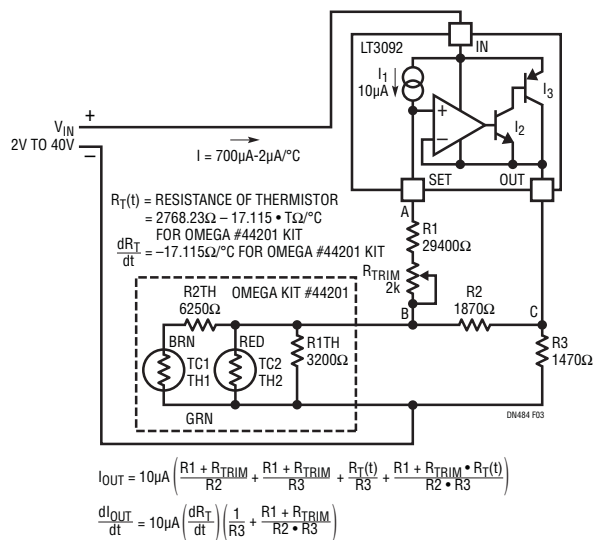 LT3092
IN
I1
10µA
I3
+
−
I2
SET
OUT
+
VIN
2V TO 40V
−
I = 700µA-2µA/°C
RT(t) = RESISTANCE OF THERMISTOR
= 2768.23Ω – 17.115 • TΩ/°C
FOR OMEGA #44201 KIT
dRT/dt = –17.115Ω/°C FOR OMEGA #44201 KIT
A
R1
29400Ω
RTRIM
2k
B
R2
1870Ω
C
R3
1470Ω
R2TH
6250Ω
OMEGA KIT #44201
BRN
RED
R1TH
3200Ω
TC1
TH1
TC2
TH2
GRN
DN484 F03
IOUT = 10µA ( (R1 + RTRIM)/R2 + (R1 + RTRIM)/R3 + RT(t)/R3 + (R1 + RTRIM • RT(t))/(R2 • R3) )
dIOUT/dt = 10µA (dRT/dt) ( 1/R3 + (R1 + RTRIM)/(R2 • R3) )